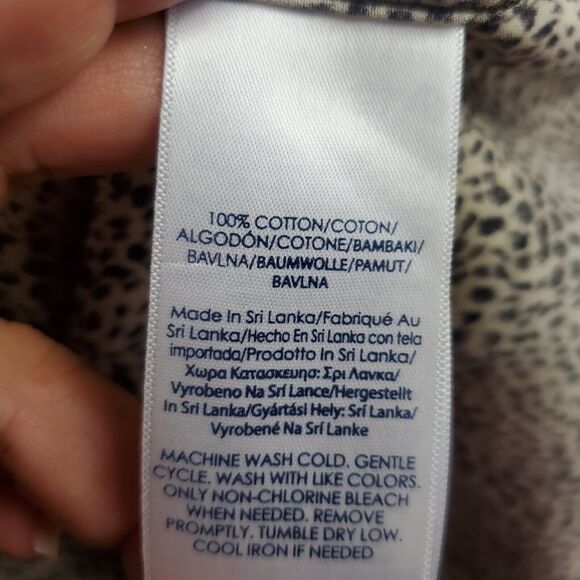 100% COTTON/COTON/
ALGODÓN/COTONE/BAMBAKI/
BAVLNA/BAUMWOLLE/PAMUT/
BAVLNA
Made In Sri Lanka/Fabriqué Au
Sri Lanka/Hecho En Sri Lanka con tela
importada/Prodotto In Sri Lanka/
Χωρα Κατασκευησ: Σρι Λανκα/
Vyrobeno Na Srí Lance/Hergestellt
In Sri Lanka/Gyártási Hely: Srí Lanka/
Vyrobené Na Srí Lanke
MACHINE WASH COLD. GENTLE
CYCLE. WASH WITH LIKE COLORS.
ONLY NON-CHLORINE BLEACH
WHEN NEEDED. REMOVE
PROMPTLY. TUMBLE DRY LOW.
COOL IRON IF NEEDED